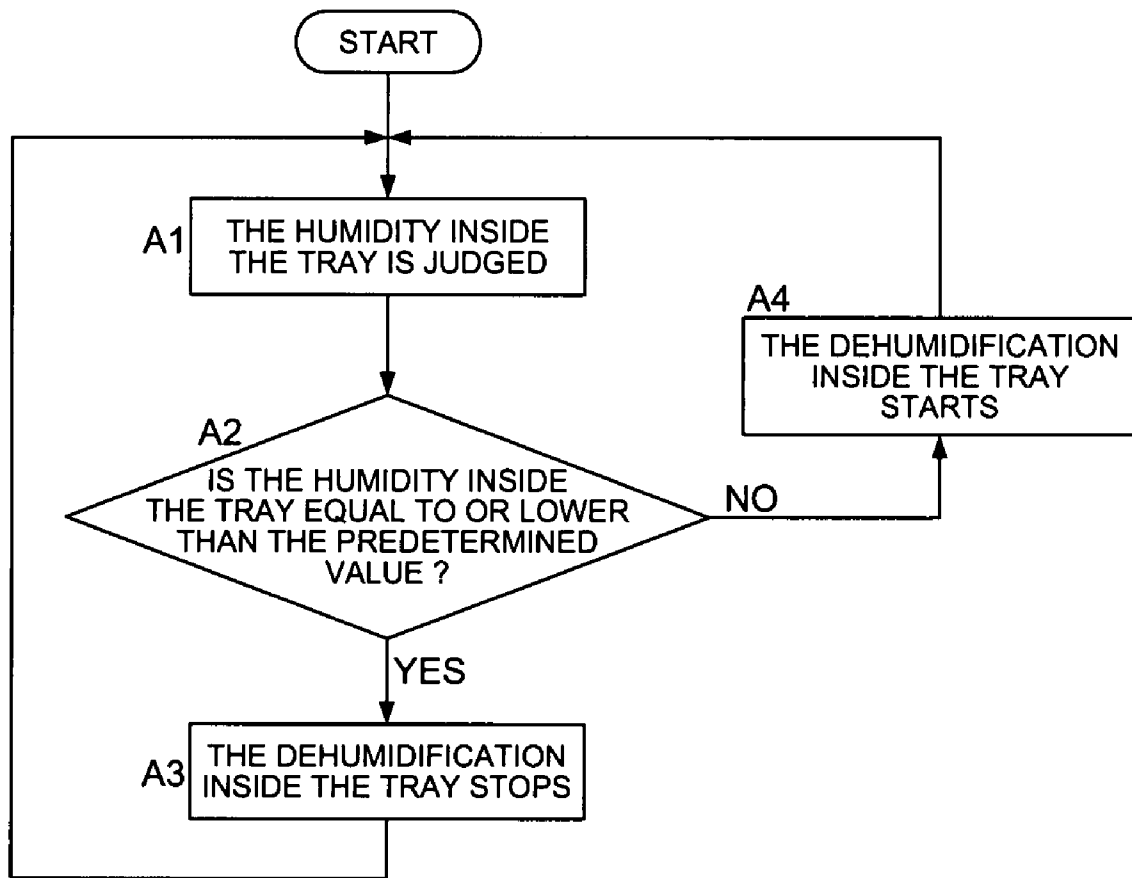 START
A1
THE HUMIDITY INSIDE
THE TRAY IS JUDGED
A4
THE DEHUMIDIFICATION
INSIDE THE TRAY
STARTS
A2
IS THE HUMIDITY INSIDE
THE TRAY EQUAL TO OR LOWER
THAN THE PREDETERMINED
VALUE ?
NO
YES
A3
THE DEHUMIDIFICATION
INSIDE THE TRAY STOPS